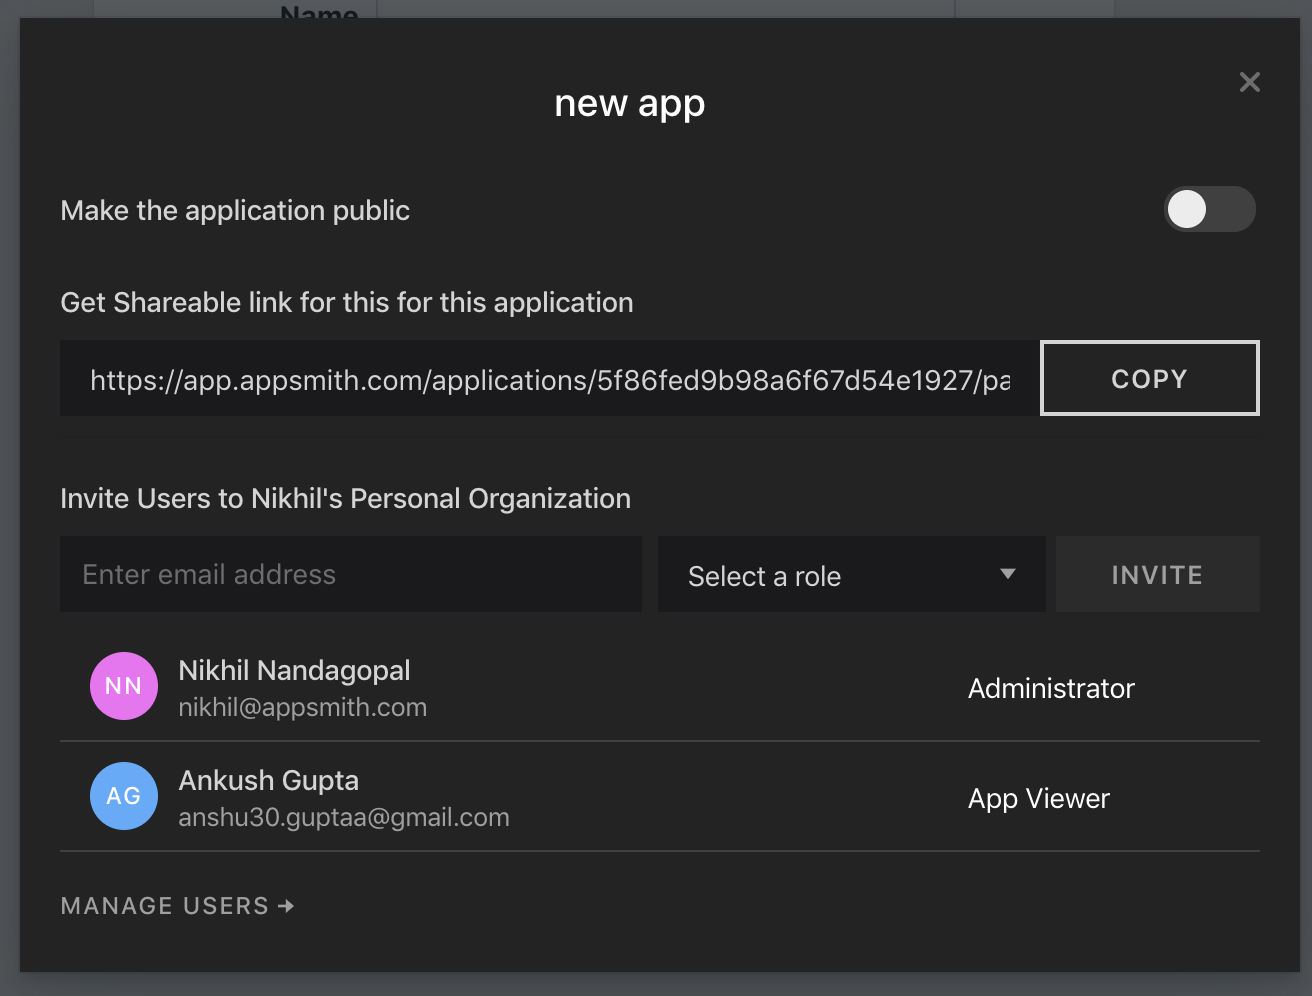 Name
new app
Make the application public
Get Shareable link for this for this application
https://app.appsmith.com/applications/5f86fed9b98a6f67d54e1927/pa
COPY
Invite Users to Nikhil's Personal Organization
Enter email address
Select a role
INVITE
NN
Nikhil Nandagopal
nikhil@appsmith.com
Administrator
AG
Ankush Gupta
anshu30.guptaa@gmail.com
App Viewer
MANAGE USERS